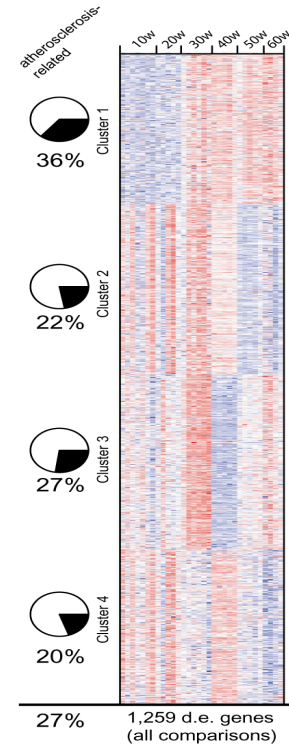 atherosclerosis-
related
10w 20w 30w 40w 50w 60w
Cluster 1
36%
Cluster 2
22%
Cluster 3
27%
Cluster 4
20%
27%
1,259 d.e. genes
(all comparisons)